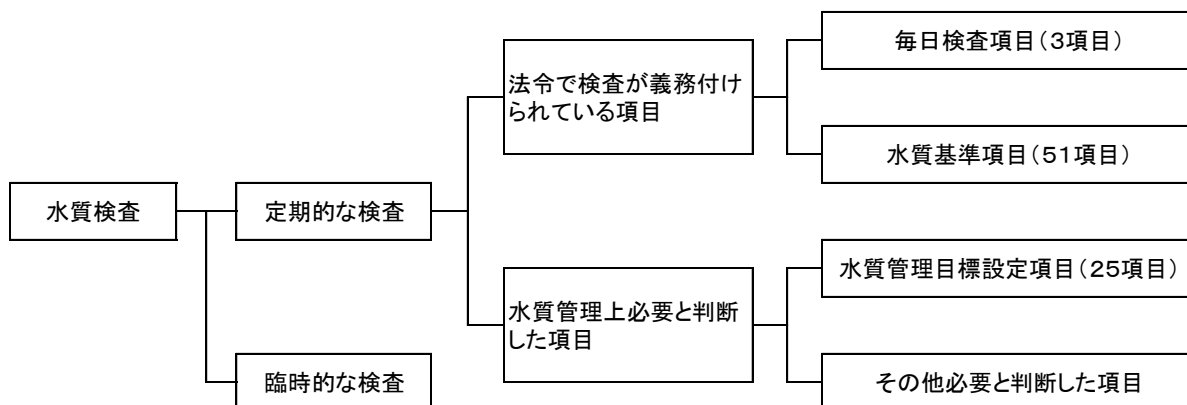 毎日検査項目（3項目）
法令で検査が義務付け
られている項目
水質基準項目（51項目）
水質検査
定期的な検査
水質管理目標設定項目（25項目）
水質管理上必要と判断
した項目
臨時的な検査
その他必要と判断した項目